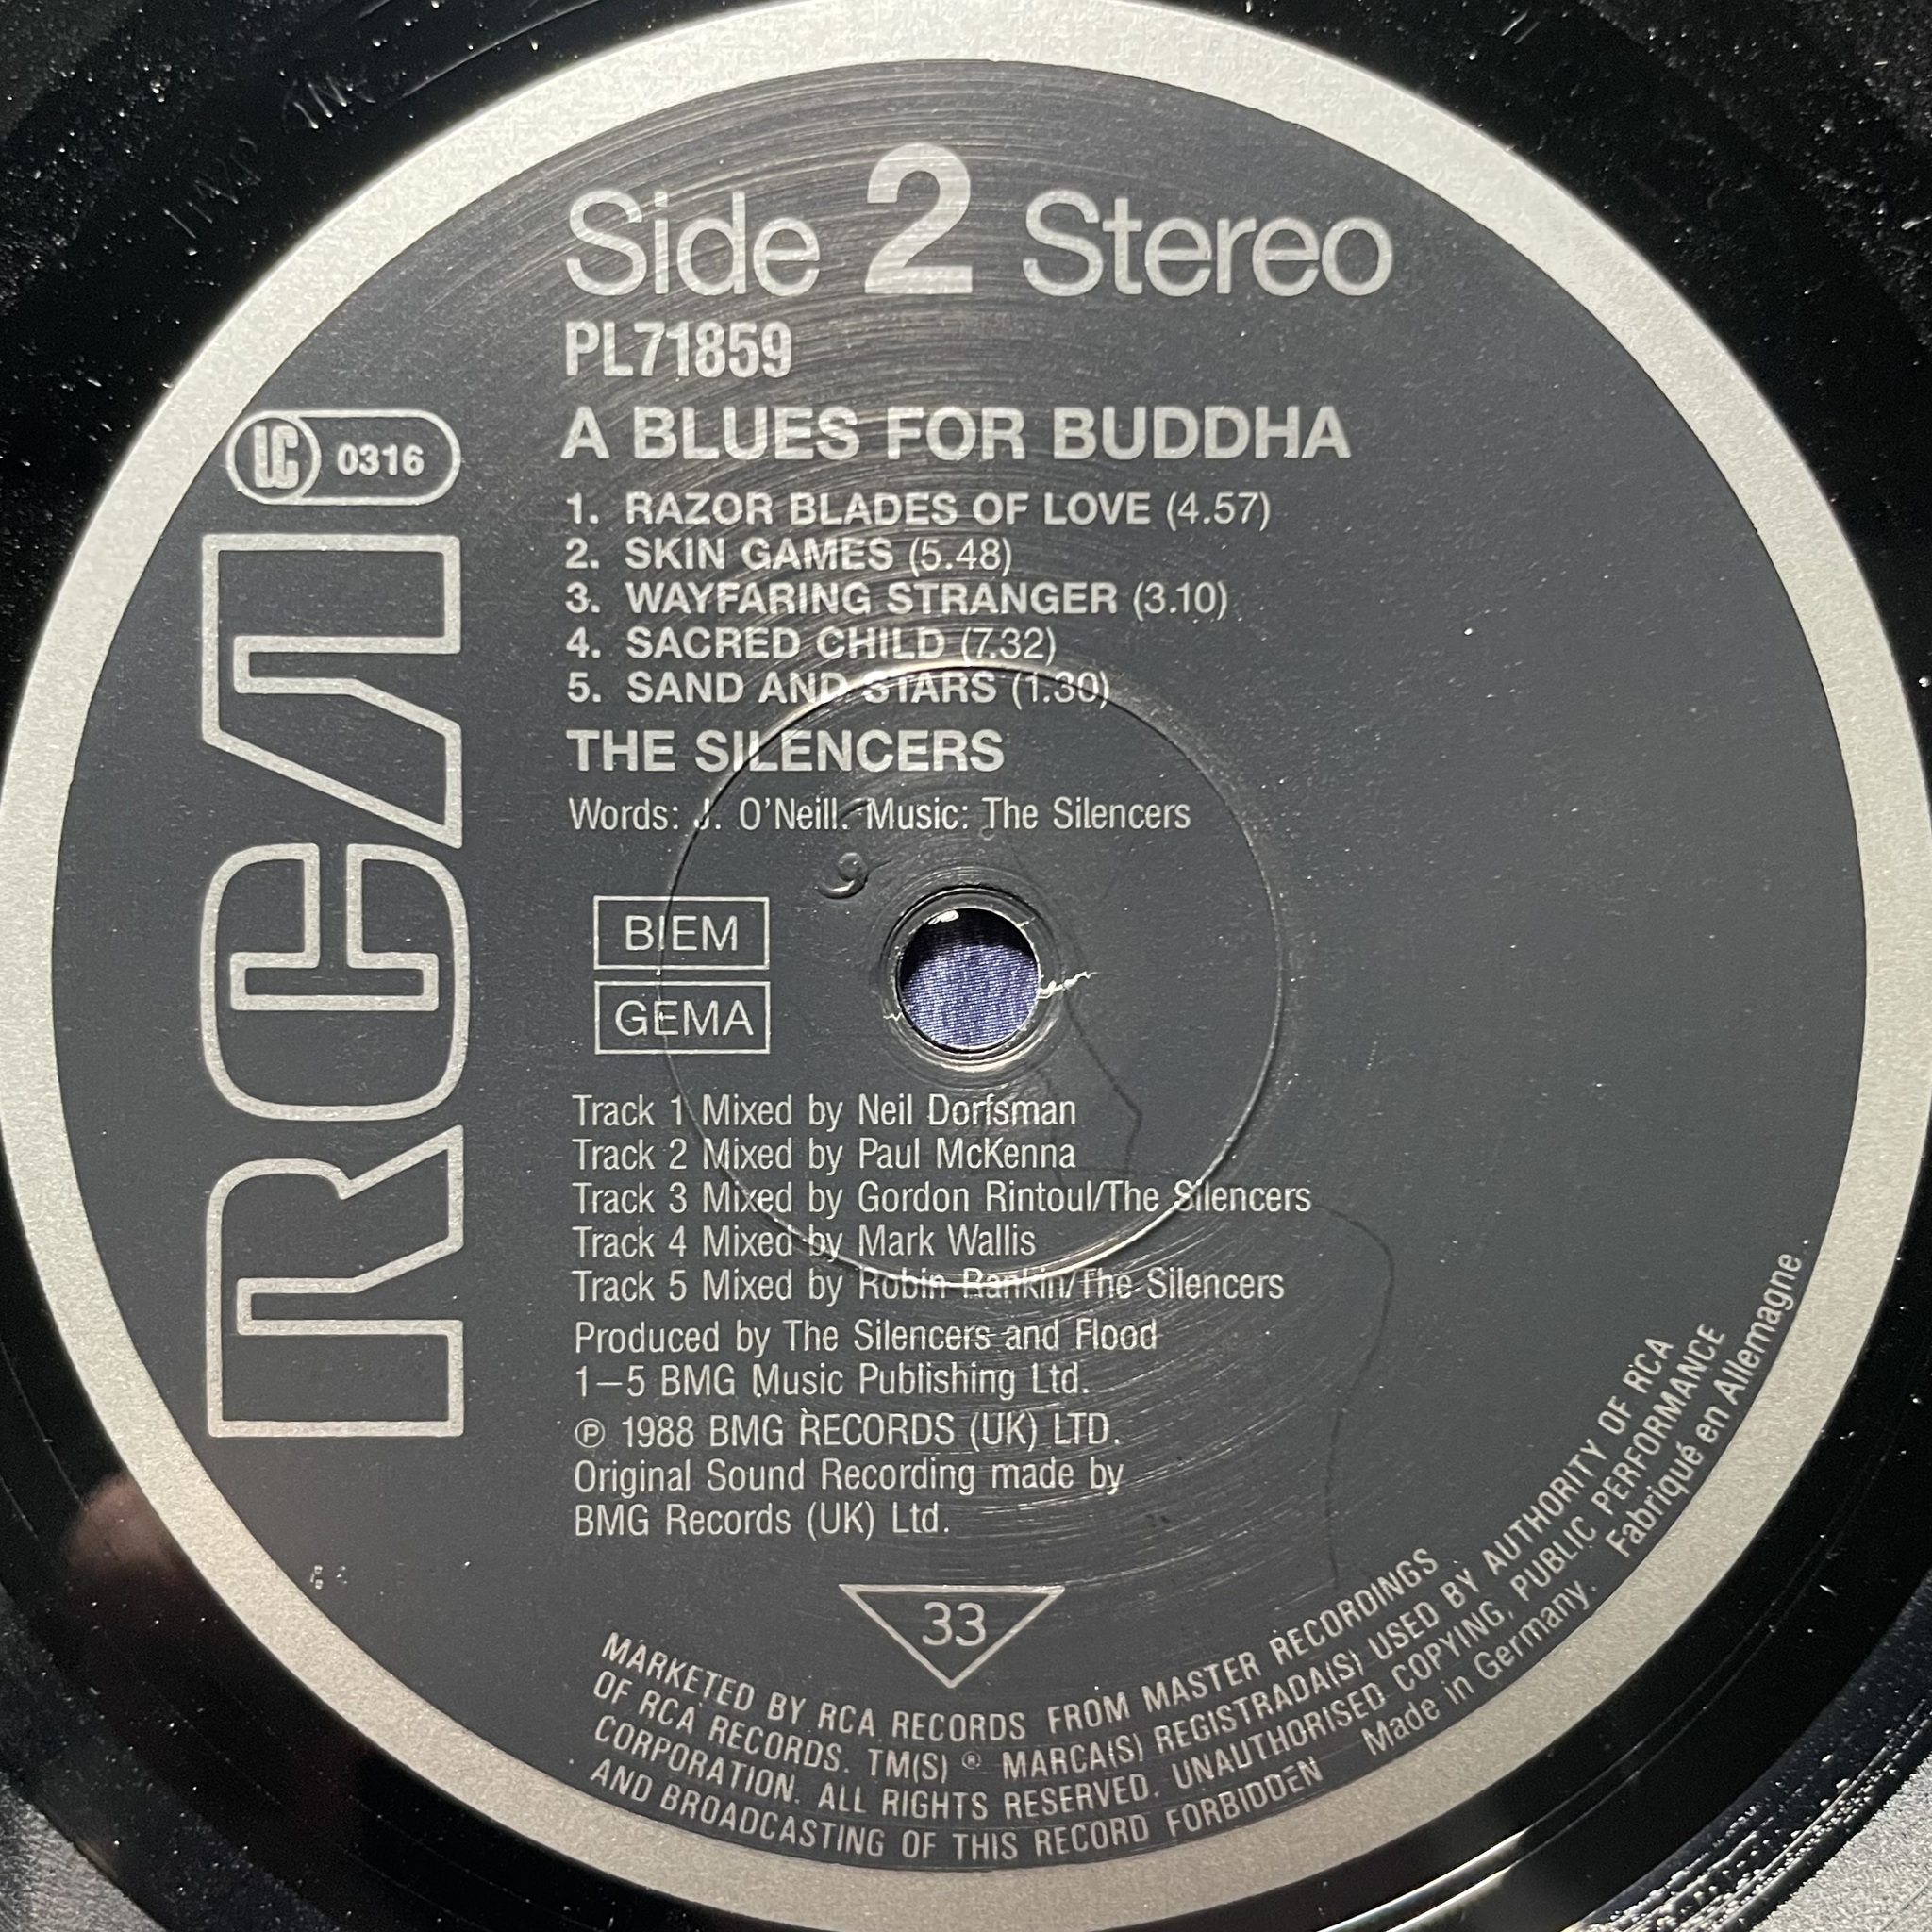 Side 2 Stereo
PL71859
A BLUES FOR BUDDHA
LC 0316
1. RAZOR BLADES OF LOVE (4.57)
2. SKIN GAMES (5.48)
3. WAYFARING STRANGER (3.10)
4. SACRED CHILD (7.32)
5. SAND AND STARS (1.30)
THE SILENCERS
Words: J. O'Neill. Music: The Silencers
RCA
9
BIEM
GEMA
Track 1 Mixed by Neil Dorfsman
Track 2 Mixed by Paul McKenna
Track 3 Mixed by Gordon Rintoul/The Silencers
Track 4 Mixed by Mark Wallis
Track 5 Mixed by Robin Rankin/The Silencers
Produced by The Silencers and Flood
1–5 BMG Music Publishing Ltd.
℗ 1988 BMG RECORDS (UK) LTD.
Original Sound Recording made by
BMG Records (UK) Ltd.
33
MARKETED BY RCA RECORDS FROM MASTER RECORDINGS
OF RCA RECORDS. TM(S) ® MARCA(S) REGISTRADA(S) USED BY AUTHORITY OF RCA
CORPORATION. ALL RIGHTS RESERVED. UNAUTHORISED COPYING, PUBLIC PERFORMANCE
AND BROADCASTING OF THIS RECORD FORBIDDEN Made in Germany. Fabriqué en Allemagne.